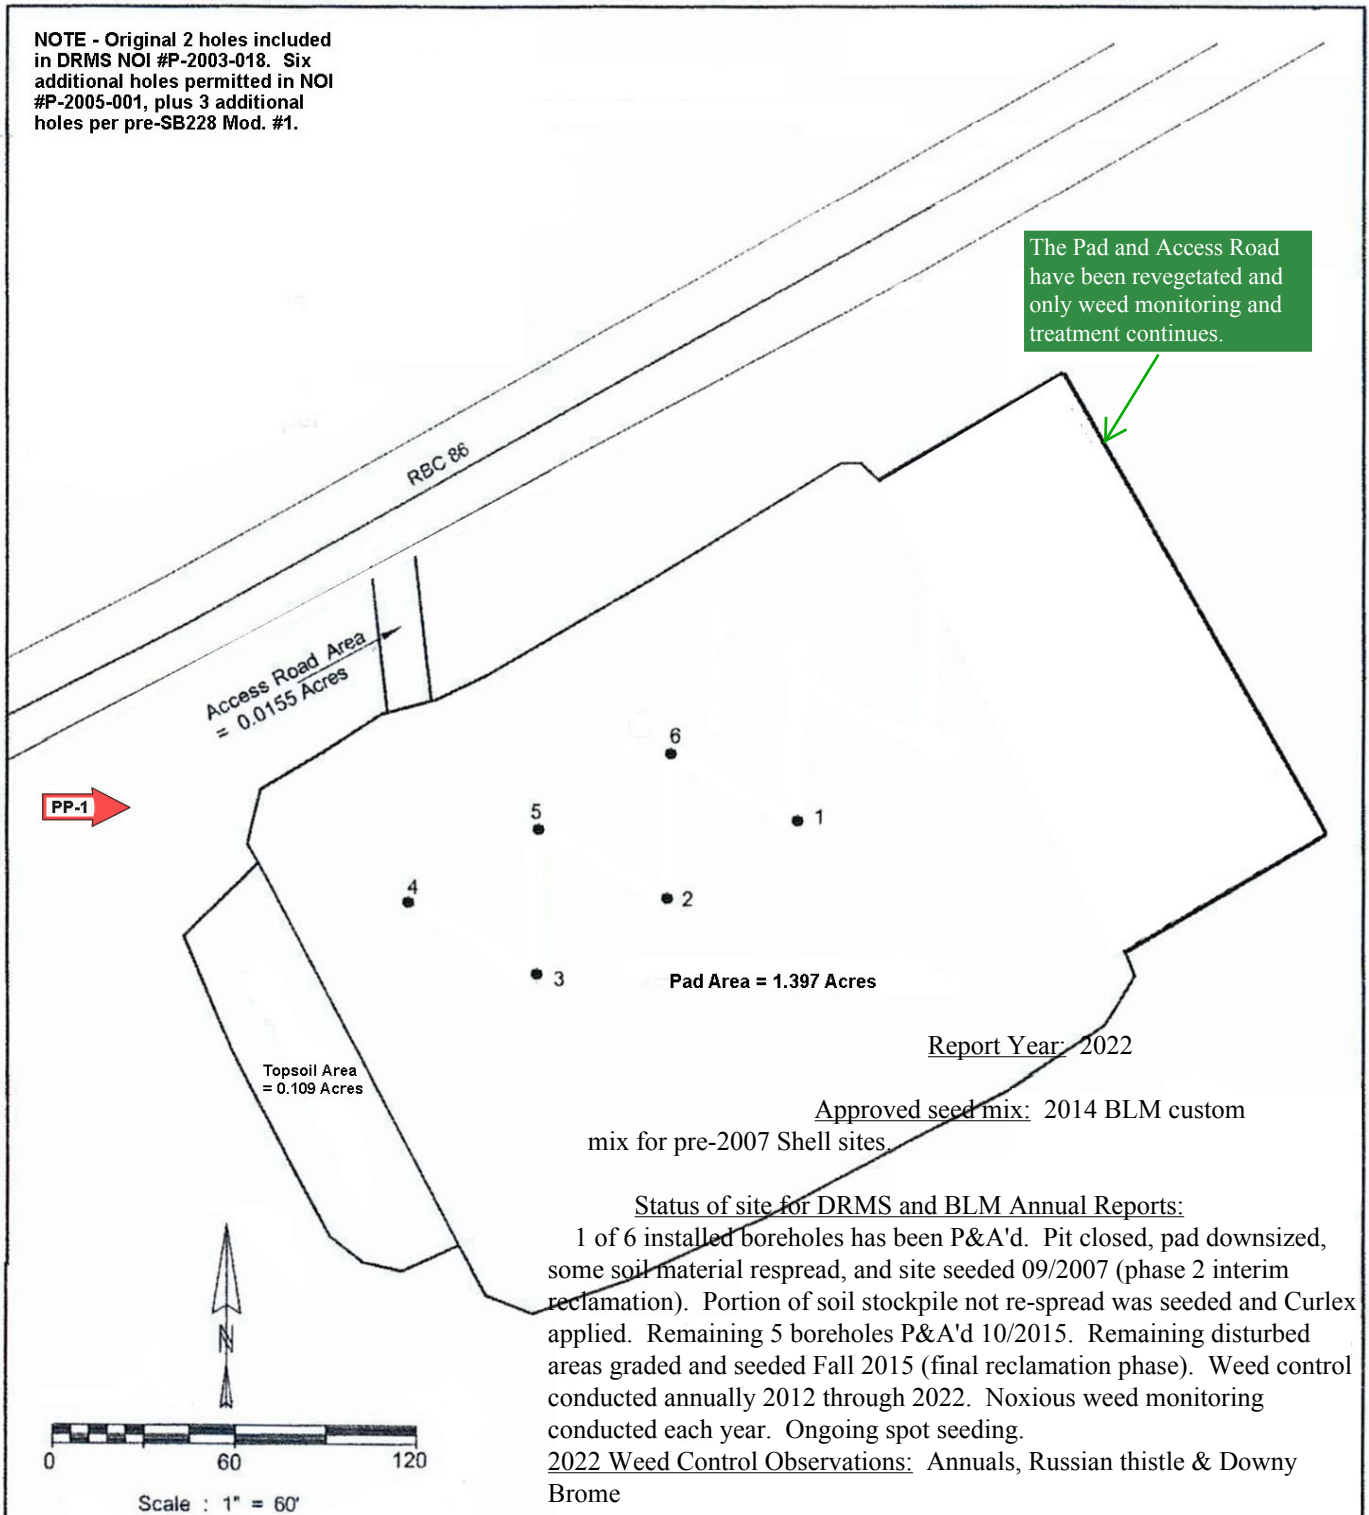 NOTE - Original 2 holes included
in DRMS NOI #P-2003-018.  Six
additional holes permitted in NOI
#P-2005-001, plus 3 additional
holes per pre-SB228 Mod. #1.
The Pad and Access Road
have been revegetated and
only weed monitoring and
treatment continues.
RBC 86
Access Road Area
= 0.0155 Acres
PP-1
6
5
1
4
2
3
Pad Area = 1.397 Acres
Topsoil Area
= 0.109 Acres
Report Year:  2022
Approved seed mix:  2014 BLM custom
mix for pre-2007 Shell sites.
Status of site for DRMS and BLM Annual Reports:
1 of 6 installed boreholes has been P&A'd.  Pit closed, pad downsized,
some soil material respread, and site seeded 09/2007 (phase 2 interim
reclamation).  Portion of soil stockpile not re-spread was seeded and Curlex
applied.  Remaining 5 boreholes P&A'd 10/2015.  Remaining disturbed
areas graded and seeded Fall 2015 (final reclamation phase).  Weed control
conducted annually 2012 through 2022.  Noxious weed monitoring
conducted each year.  Ongoing spot seeding.
2022 Weed Control Observations:  Annuals, Russian thistle & Downy
Brome
N
0 60 120
Scale : 1" = 60'